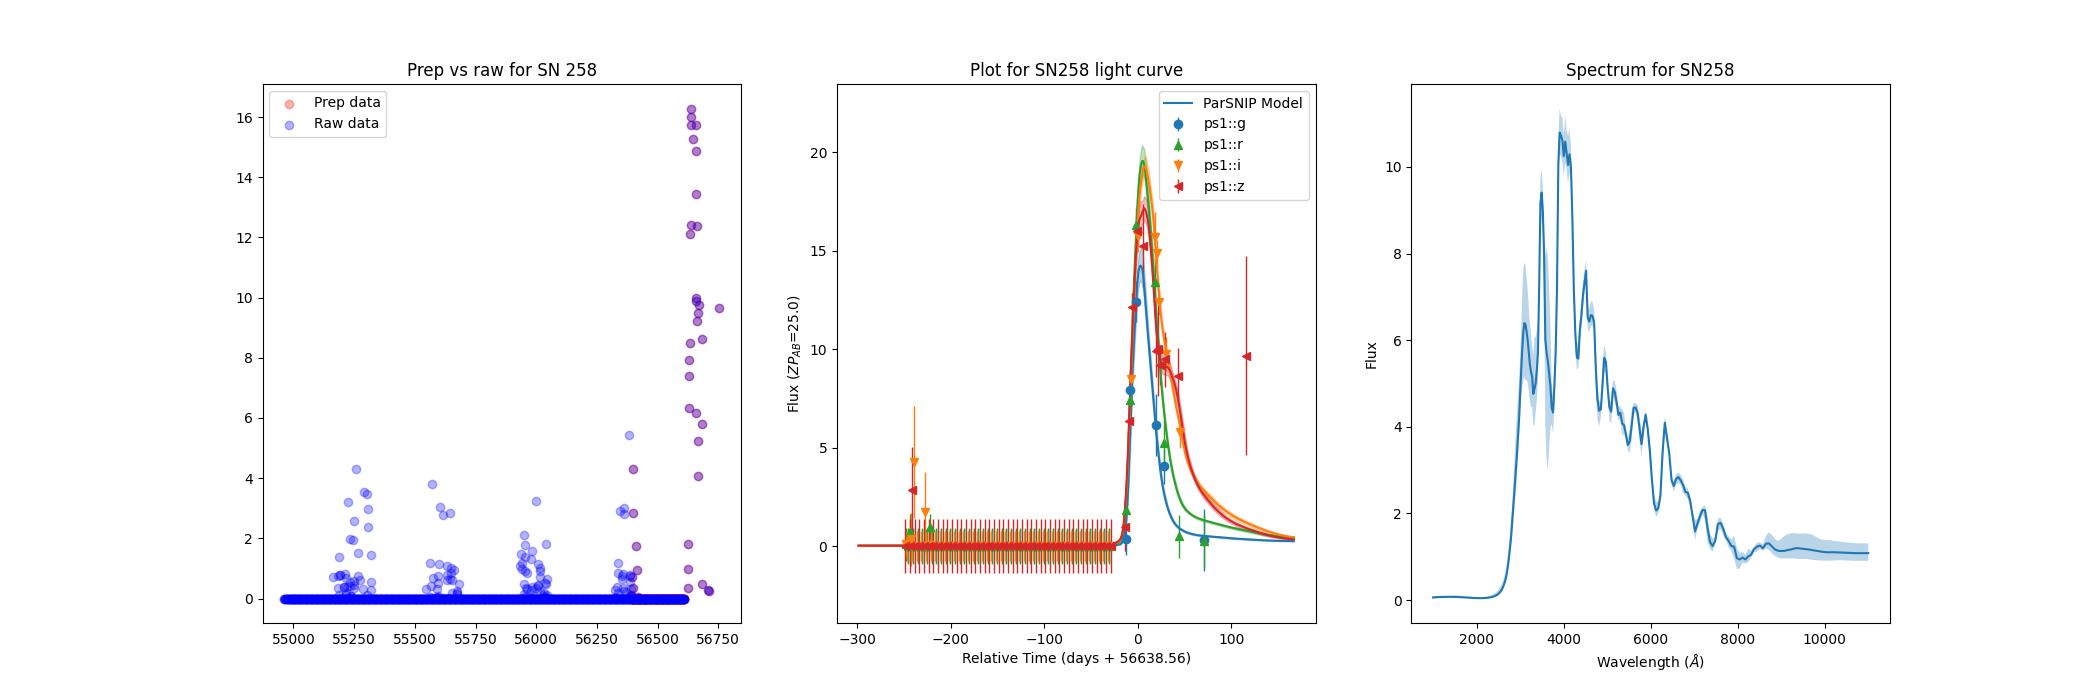 Prep vs raw for SN 258
Prep data
Raw data
16
14
12
10
8
6
4
2
0
55000 55250 55500 55750 56000 56250 56500 56750
Plot for SN258 light curve
ParSNIP Model
ps1::g
ps1::r
ps1::i
ps1::z
Flux (ZP_AB=25.0)
20
15
10
5
0
−300 −200 −100 0 100
Relative Time (days + 56638.56)
Spectrum for SN258
Flux
10
8
6
4
2
0
2000 4000 6000 8000 10000
Wavelength (Å)